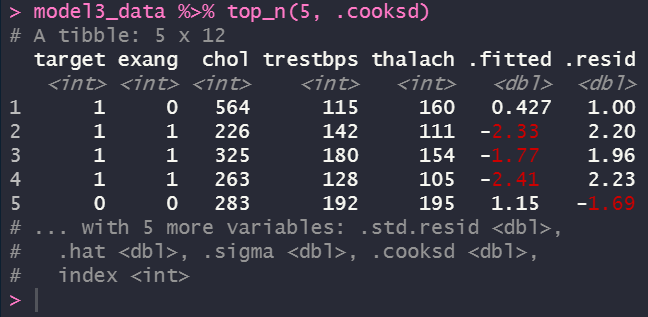 > model3_data %>% top_n(5, .cooksd)
# A tibble: 5 x 12
  target exang  chol trestbps thalach .fitted .resid
   <int> <int> <int>    <int>   <int>   <dbl>  <dbl>
1      1     0   564      115     160   0.427   1.00
2      1     1   226      142     111  -2.33    2.20
3      1     1   325      180     154  -1.77    1.96
4      1     1   263      128     105  -2.41    2.23
5      0     0   283      192     195   1.15   -1.69
# ... with 5 more variables: .std.resid <dbl>,
#   .hat <dbl>, .sigma <dbl>, .cooksd <dbl>,
#   index <int>
>